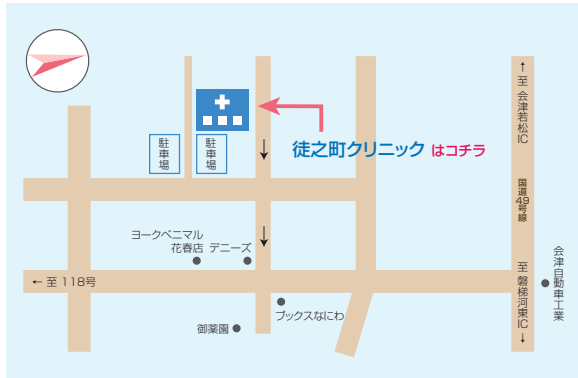 ↑至 会津若松IC
駐車場
駐車場
徒之町クリニック はコチラ
国道49号線
ヨークベニマル
花春店
デニーズ
← 至 118号
至 磐梯河東IC↓
会津自動車工業
ブックスなにわ
御薬園